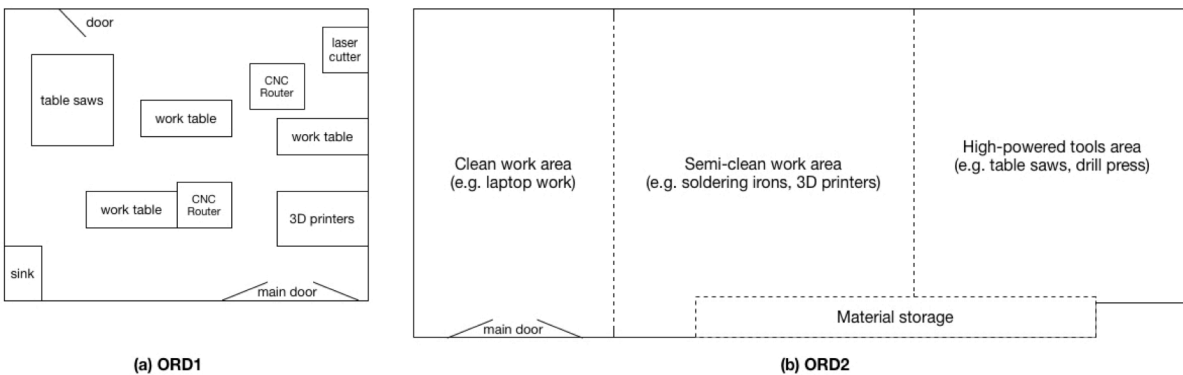 door
laser
cutter
CNC
Router
table saws
work table
work table
work table
CNC
Router
3D printers
sink
main door
(a) ORD1
Clean work area
(e.g. laptop work)
Semi-clean work area
(e.g. soldering irons, 3D printers)
High-powered tools area
(e.g. table saws, drill press)
Material storage
main door
(b) ORD2